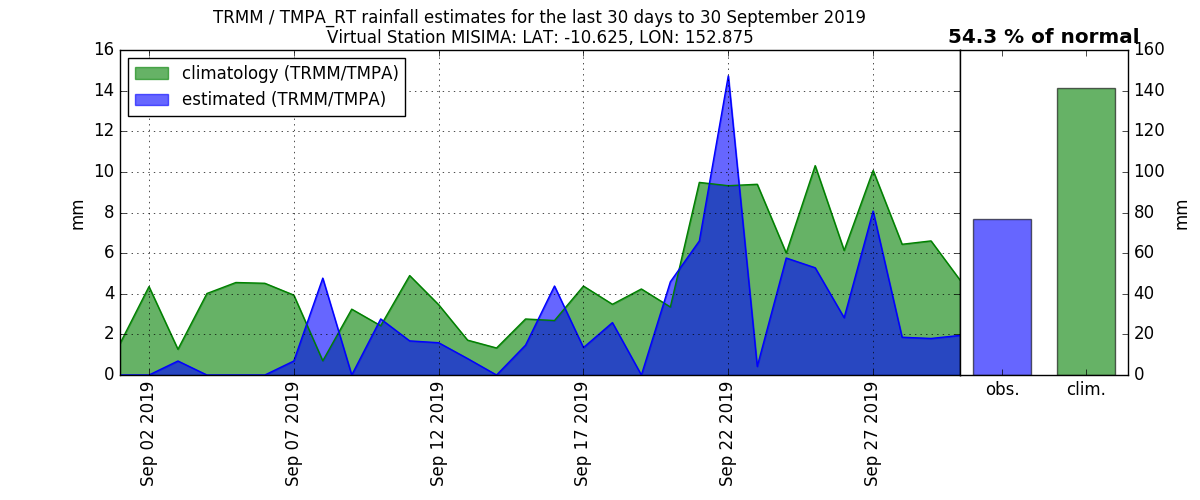 TRMM / TMPA_RT rainfall estimates for the last 30 days to 30 September 2019
Virtual Station MISIMA: LAT: -10.625, LON: 152.875
54.3 % of normal
climatology (TRMM/TMPA)
estimated (TRMM/TMPA)
mm
16
14
12
10
8
6
4
2
0
Sep 02 2019
Sep 07 2019
Sep 12 2019
Sep 17 2019
Sep 22 2019
Sep 27 2019
obs.
clim.
160
140
120
100
80
60
40
20
0
mm